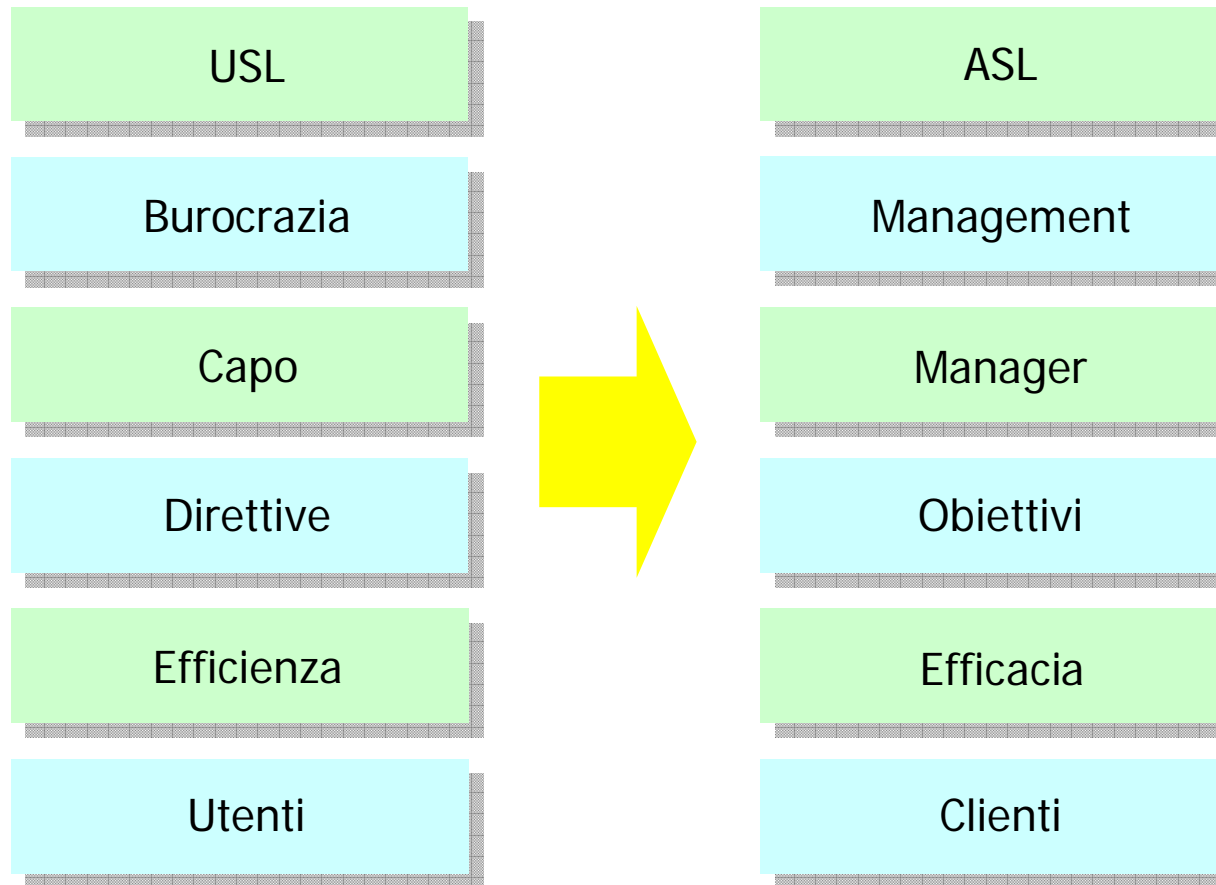 USL
ASL
Burocrazia
Management
Capo
Manager
Direttive
Obiettivi
Efficienza
Efficacia
Utenti
Clienti